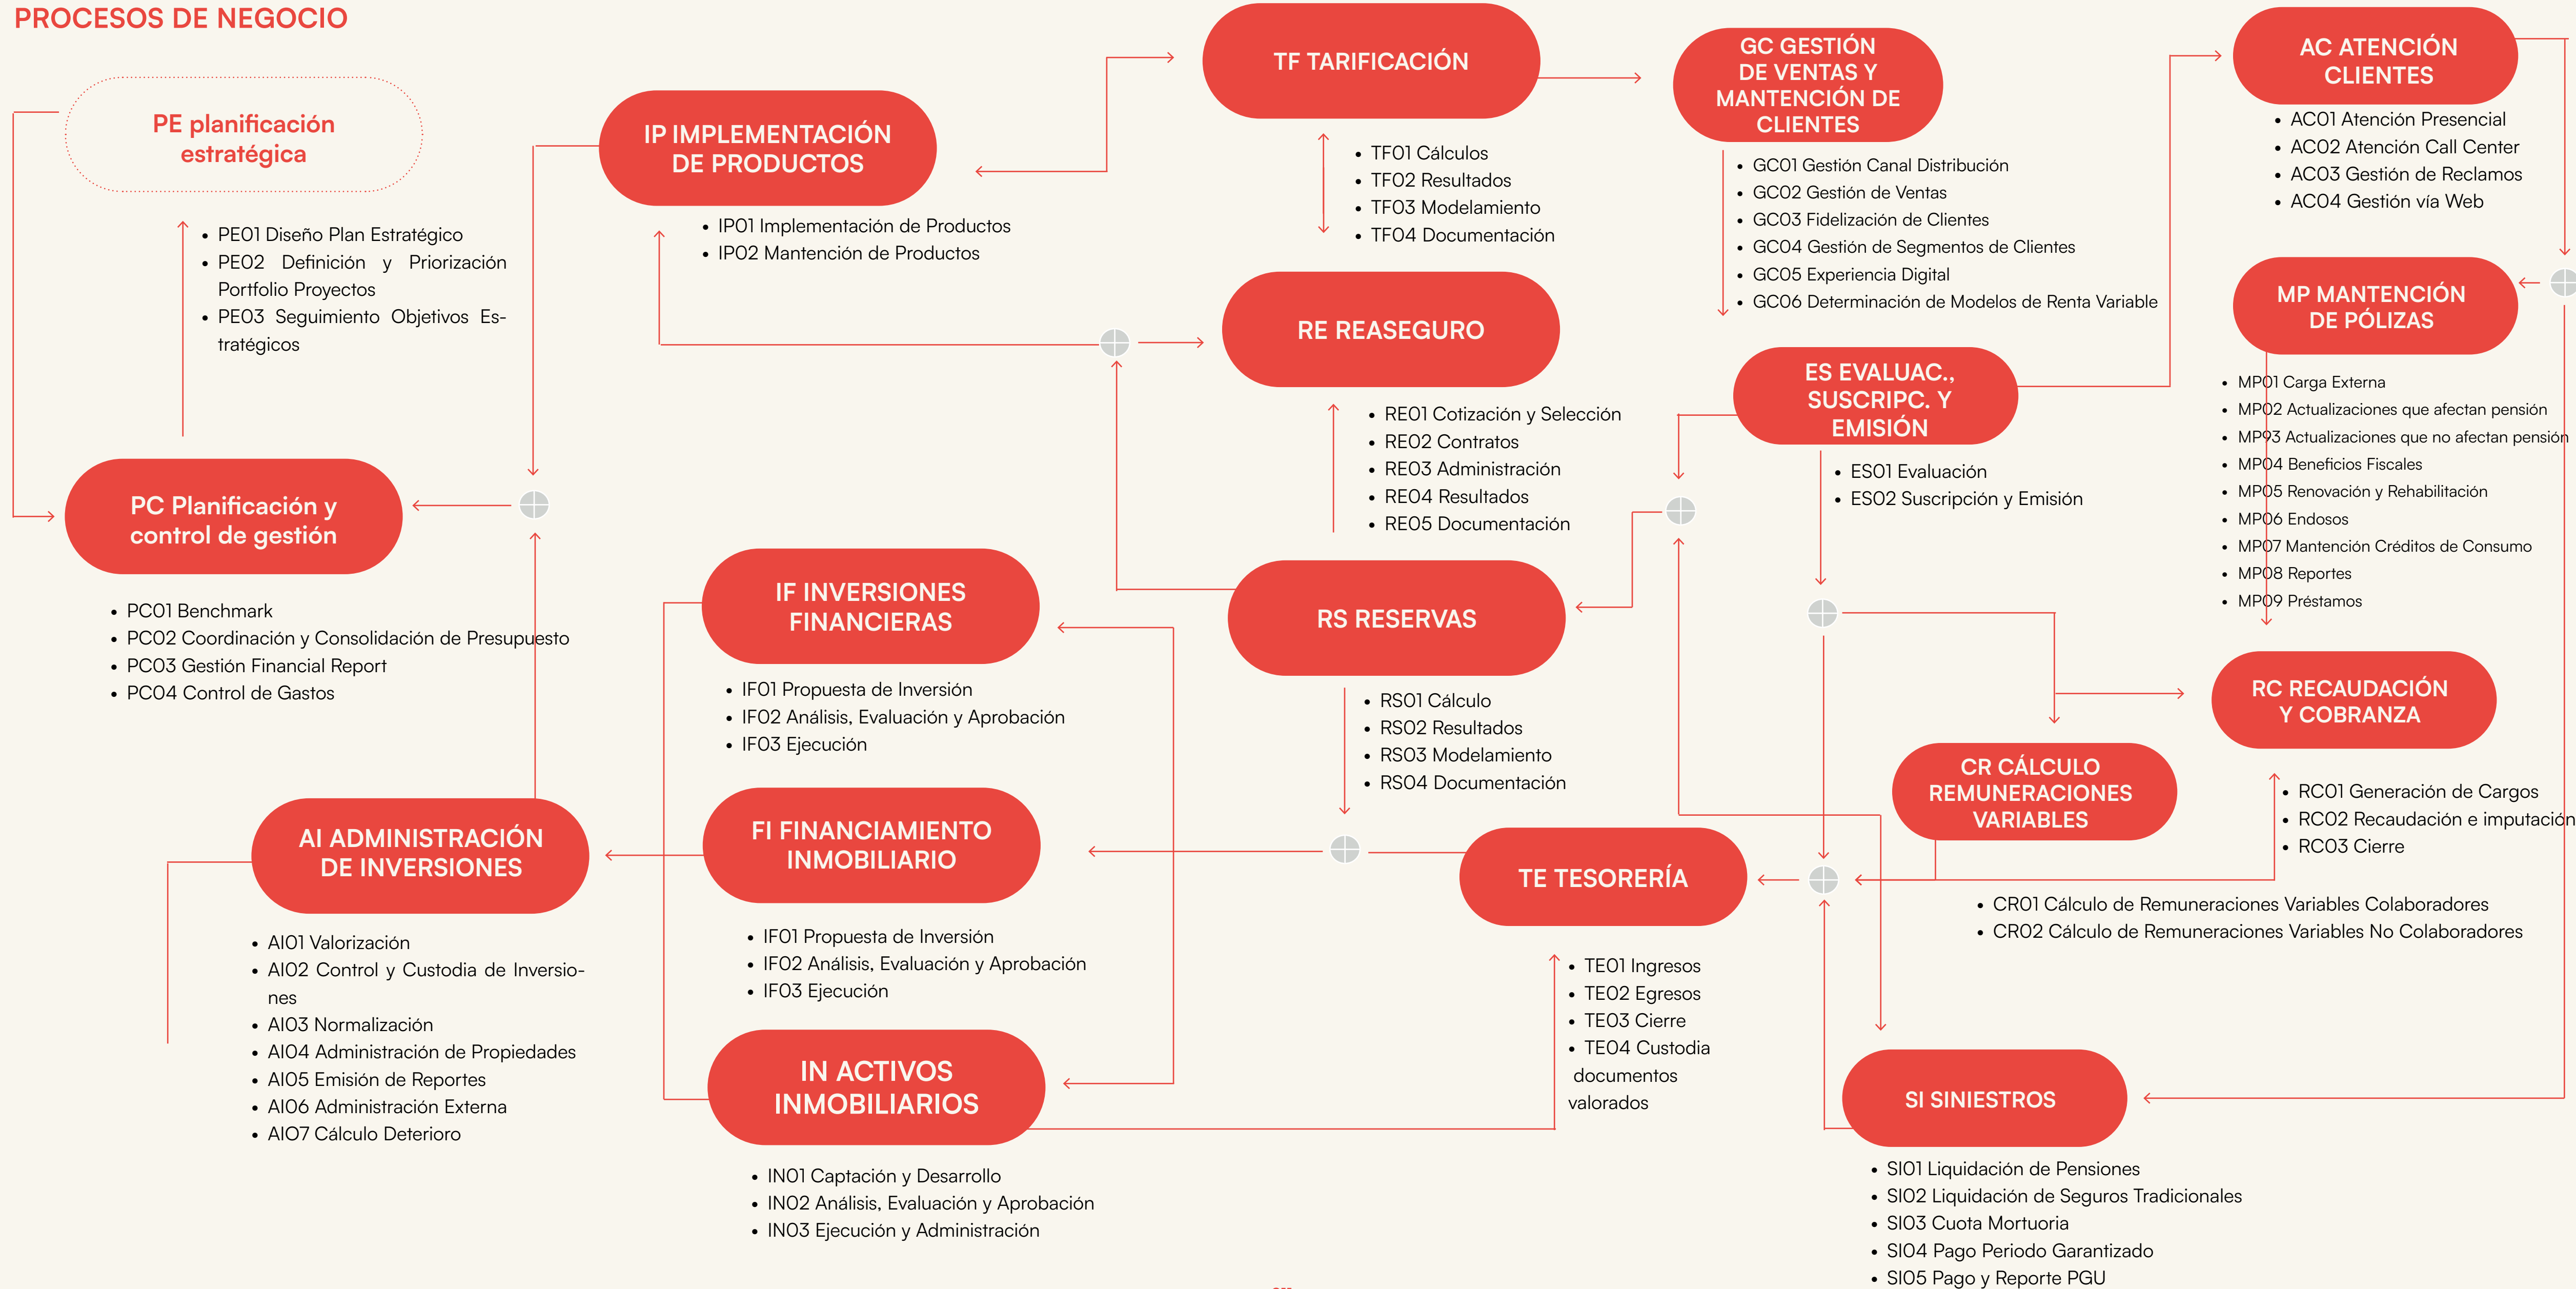 PROCESOS DE NEGOCIO
PE planificación
estratégica
• PE01 Diseño Plan Estratégico
• PE02 Definición y Priorización
Portfolio Proyectos
• PE03 Seguimiento Objetivos Es-
tratégicos
PC Planificación y
control de gestión
• PC01 Benchmark
• PC02 Coordinación y Consolidación de Presupuesto
• PC03 Gestión Financial Report
• PC04 Control de Gastos
AI ADMINISTRACIÓN
DE INVERSIONES
• AI01 Valorización
• AI02 Control y Custodia de Inversio-
nes
• AI03 Normalización
• AI04 Administración de Propiedades
• AI05 Emisión de Reportes
• AI06 Administración Externa
• AIO7 Cálculo Deterioro
IP IMPLEMENTACIÓN
DE PRODUCTOS
• IP01 Implementación de Productos
• IP02 Mantención de Productos
IF INVERSIONES
FINANCIERAS
• IF01 Propuesta de Inversión
• IF02 Análisis, Evaluación y Aprobación
• IF03 Ejecución
FI FINANCIAMIENTO
INMOBILIARIO
• IF01 Propuesta de Inversión
• IF02 Análisis, Evaluación y Aprobación
• IF03 Ejecución
IN ACTIVOS
INMOBILIARIOS
• IN01 Captación y Desarrollo
• IN02 Análisis, Evaluación y Aprobación
• IN03 Ejecución y Administración
TF TARIFICACIÓN
• TF01 Cálculos
• TF02 Resultados
• TF03 Modelamiento
• TF04 Documentación
RE REASEGURO
• RE01 Cotización y Selección
• RE02 Contratos
• RE03 Administración
• RE04 Resultados
• RE05 Documentación
RS RESERVAS
• RS01 Cálculo
• RS02 Resultados
• RS03 Modelamiento
• RS04 Documentación
TE TESORERÍA
• TE01 Ingresos
• TE02 Egresos
• TE03 Cierre
• TE04 Custodia
documentos
valorados
GC GESTIÓN
DE VENTAS Y
MANTENCIÓN DE
CLIENTES
• GC01 Gestión Canal Distribución
• GC02 Gestión de Ventas
• GC03 Fidelización de Clientes
• GC04 Gestión de Segmentos de Clientes
• GC05 Experiencia Digital
• GC06 Determinación de Modelos de Renta Variable
ES EVALUAC.,
SUSCRIPC. Y
EMISIÓN
• ES01 Evaluación
• ES02 Suscripción y Emisión
AC ATENCIÓN
CLIENTES
• AC01 Atención Presencial
• AC02 Atención Call Center
• AC03 Gestión de Reclamos
• AC04 Gestión vía Web
MP MANTENCIÓN
DE PÓLIZAS
• MP01 Carga Externa
• MP02 Actualizaciones que afectan pensión
• MP93 Actualizaciones que no afectan pensión
• MP04 Beneficios Fiscales
• MP05 Renovación y Rehabilitación
• MP06 Endosos
• MP07 Mantención Créditos de Consumo
• MP08 Reportes
• MP09 Préstamos
RC RECAUDACIÓN
Y COBRANZA
• RC01 Generación de Cargos
• RC02 Recaudación e imputación
• RC03 Cierre
CR CÁLCULO
REMUNERACIONES
VARIABLES
• CR01 Cálculo de Remuneraciones Variables Colaboradores
• CR02 Cálculo de Remuneraciones Variables No Colaboradores
SI SINIESTROS
• SI01 Liquidación de Pensiones
• SI02 Liquidación de Seguros Tradicionales
• SI03 Cuota Mortuoria
• SI04 Pago Periodo Garantizado
• SI05 Pago y Reporte PGU